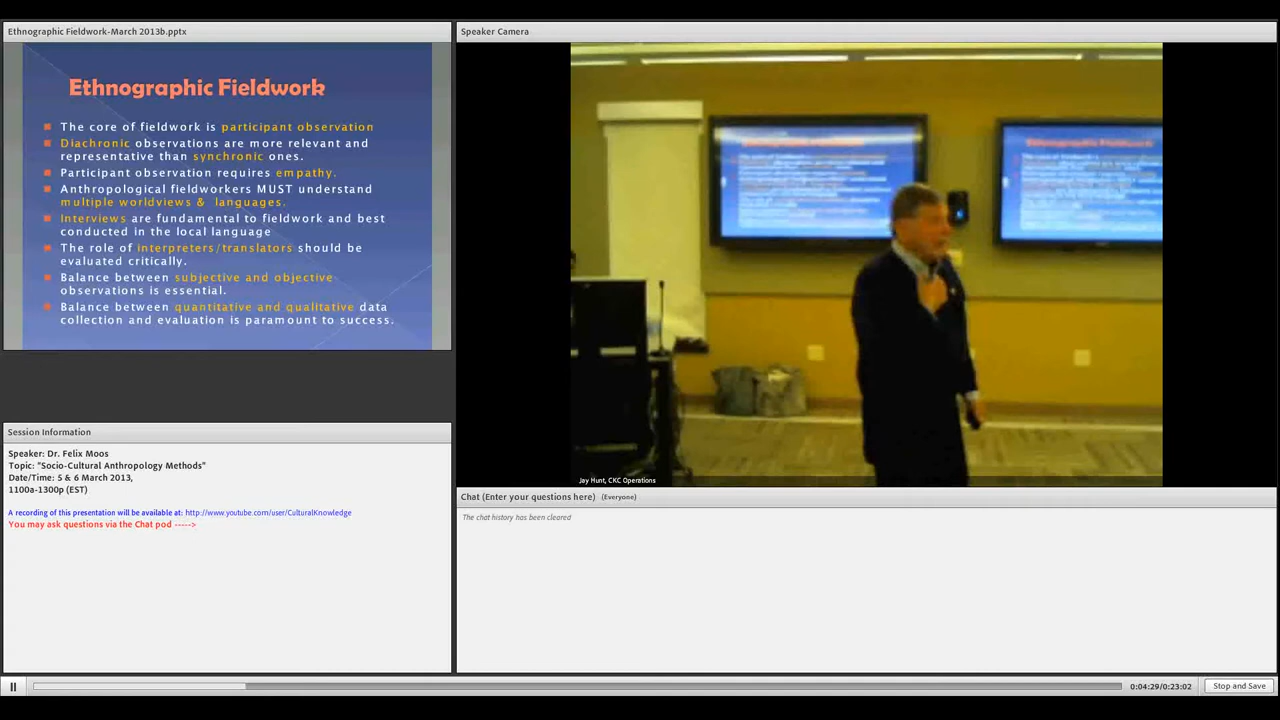 Ethnographic Fieldwork-March 2013b.pptx
Ethnographic Fieldwork
The core of fieldwork is participant observation
Diachronic observations are more relevant and
representative than synchronic ones.
Participant observation requires empathy.
Anthropological fieldworkers MUST understand
multiple worldviews & languages.
Interviews are fundamental to fieldwork and best
conducted in the local language
The role of interpreters/translators should be
evaluated critically.
Balance between subjective and objective
observations is essential.
Balance between quantitative and qualitative data
collection and evaluation is paramount to success.
Session Information
Speaker: Dr. Felix Moos
Topic: "Socio-Cultural Anthropology Methods"
Date/Time: 5 & 6 March 2013,
1100a-1300p (EST)
A recording of this presentation will be available at: http://www.youtube.com/user/CulturalKnowledge
You may ask questions via the Chat pod ----->
Speaker Camera
Ethnographic Fieldwork
Jay Hunt, CKC Operations
Chat (Enter your questions here) (Everyone)
The chat history has been cleared
0:04:29/0:23:02
Stop and Save